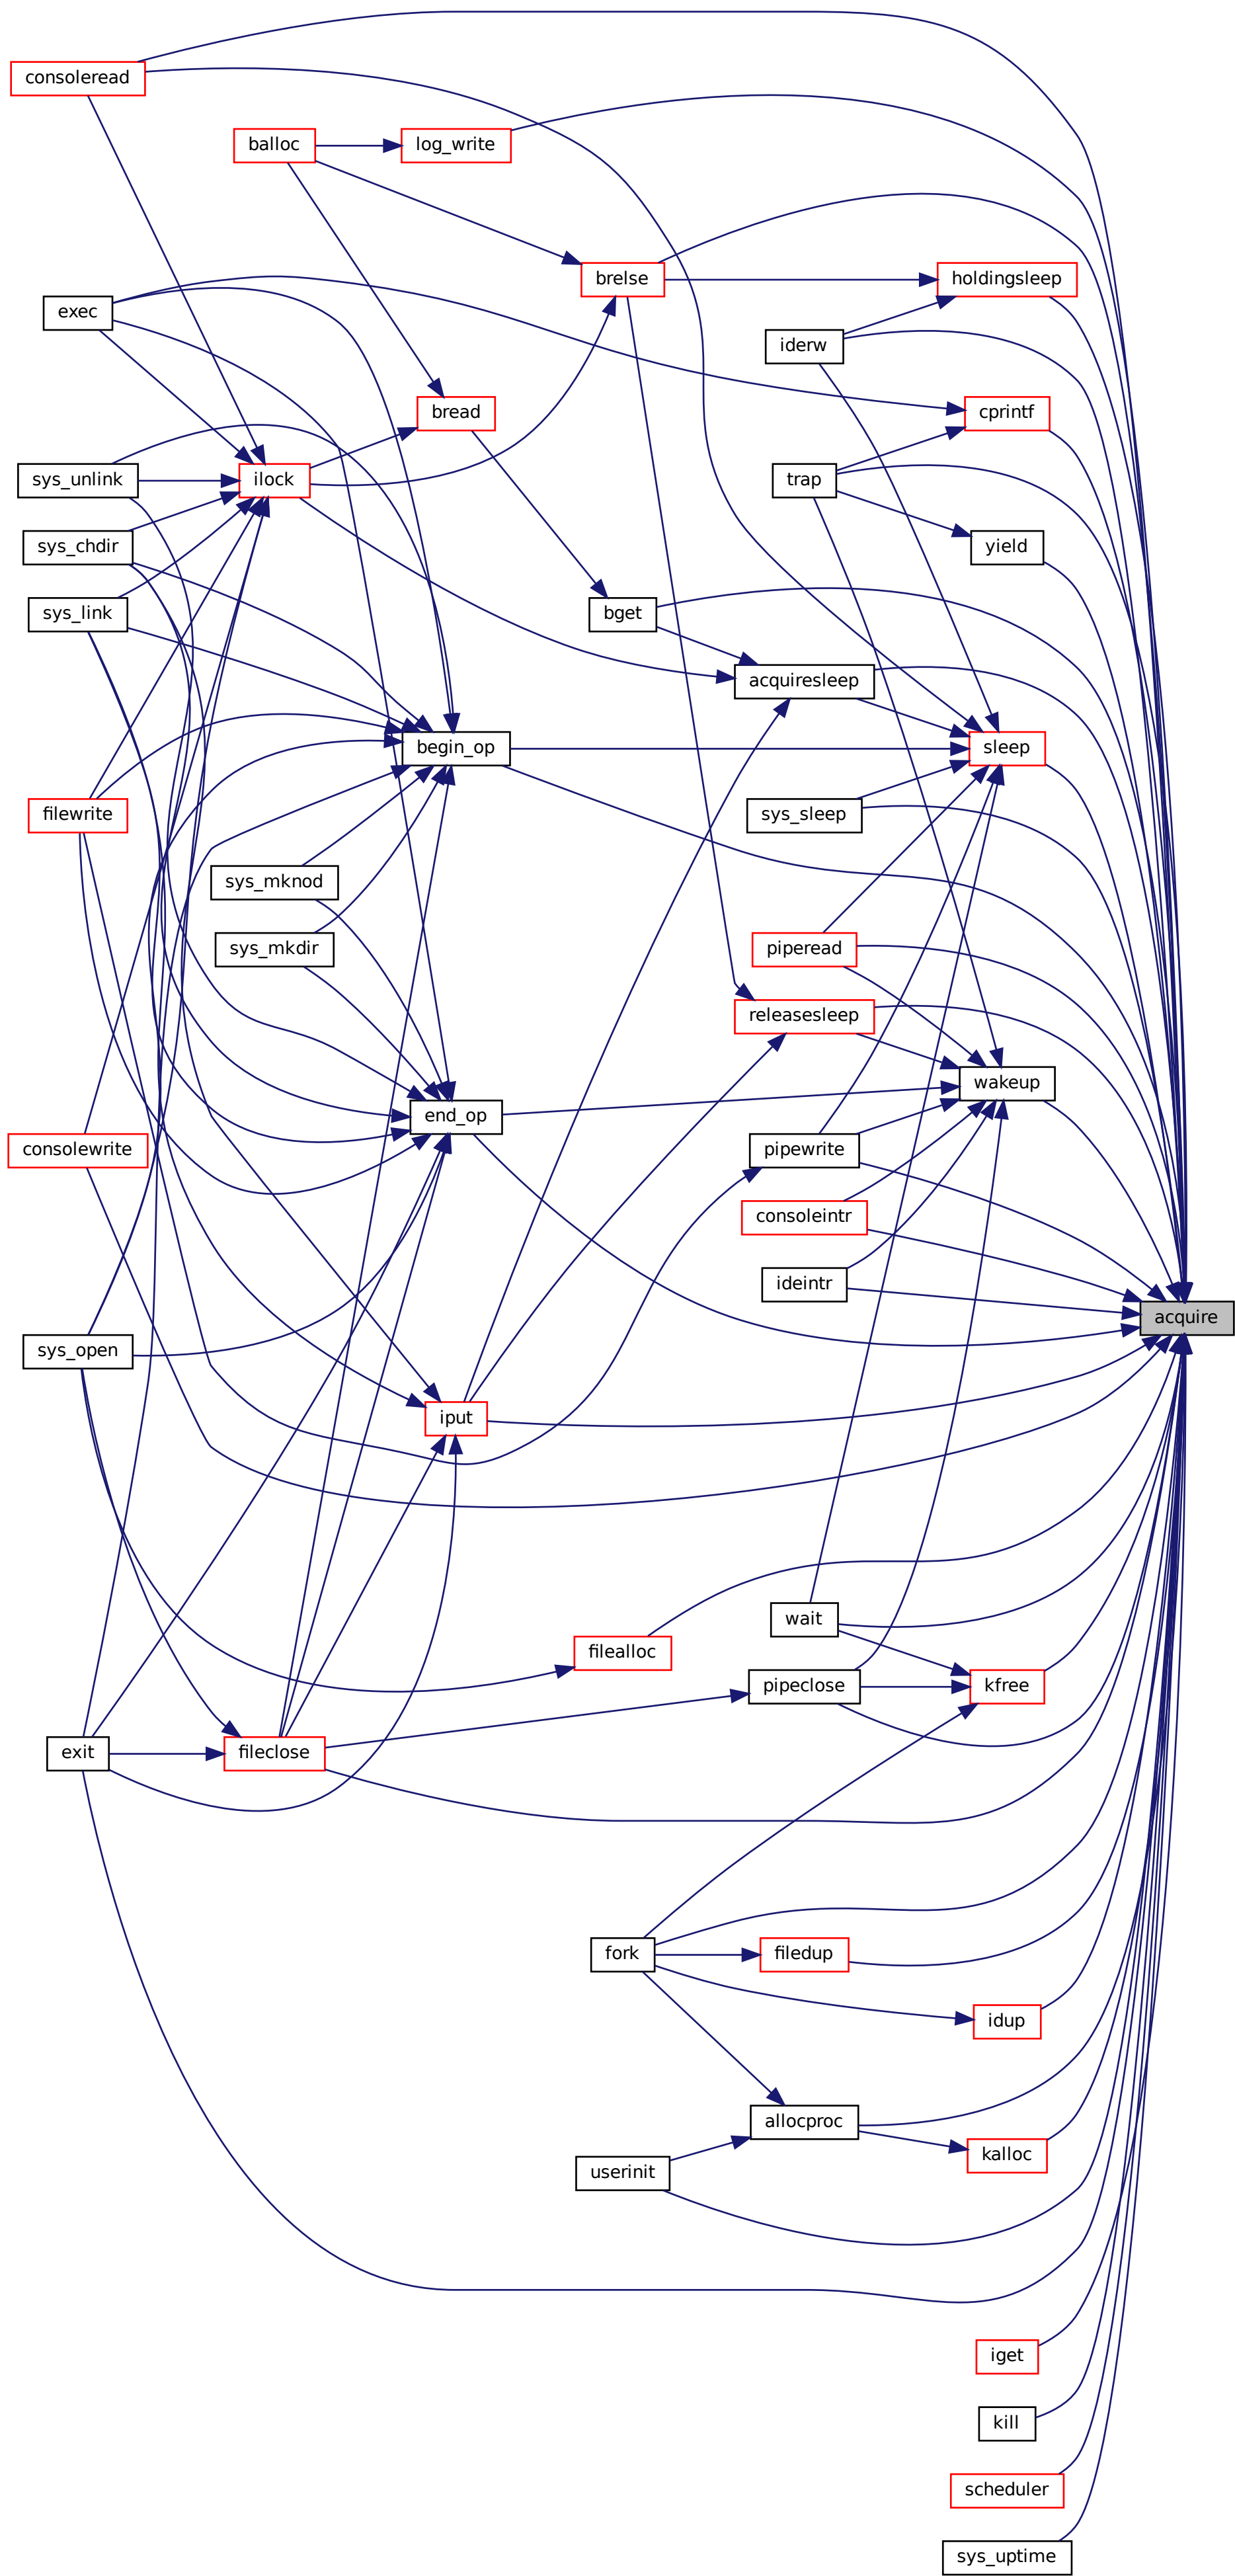 consoleread
balloc
log_write
brelse
holdingsleep
exec
iderw
bread
cprintf
sys_unlink
ilock
trap
sys_chdir
yield
sys_link
bget
acquiresleep
begin_op
sleep
filewrite
sys_sleep
sys_mknod
sys_mkdir
piperead
releasesleep
wakeup
end_op
consolewrite
pipewrite
consoleintr
ideintr
acquire
sys_open
iput
wait
filealloc
pipeclose
kfree
exit
fileclose
fork
filedup
idup
allocproc
kalloc
userinit
iget
kill
scheduler
sys_uptime